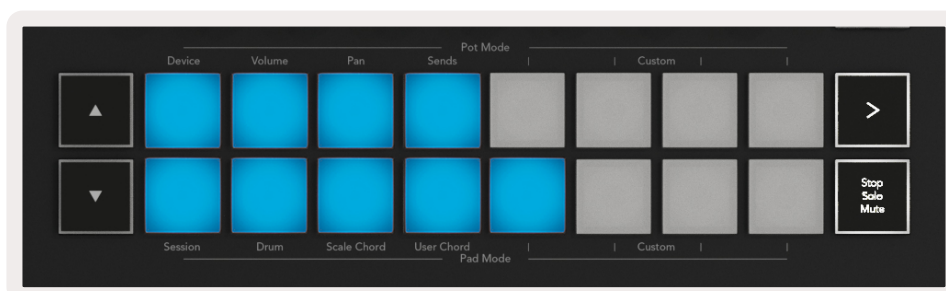 Pot Mode
Device Volume Pan Sends Custom
▲ >
▼ Stop
Solo
Mute
Session Drum Scale Chord User Chord Custom
Pad Mode